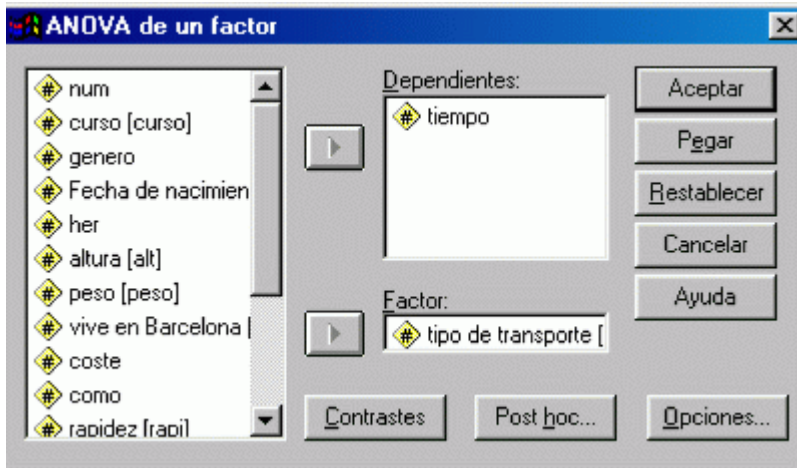 ANOVA de un factor
num
curso [curso]
genero
Fecha de nacimien
her
altura [alt]
peso [peso]
vive en Barcelona [
coste
como
rapidez [rapi]
Dependientes:
tiempo
Factor:
tipo de transporte [
Aceptar
Pegar
Restablecer
Cancelar
Ayuda
Contrastes
Post hoc...
Opciones...